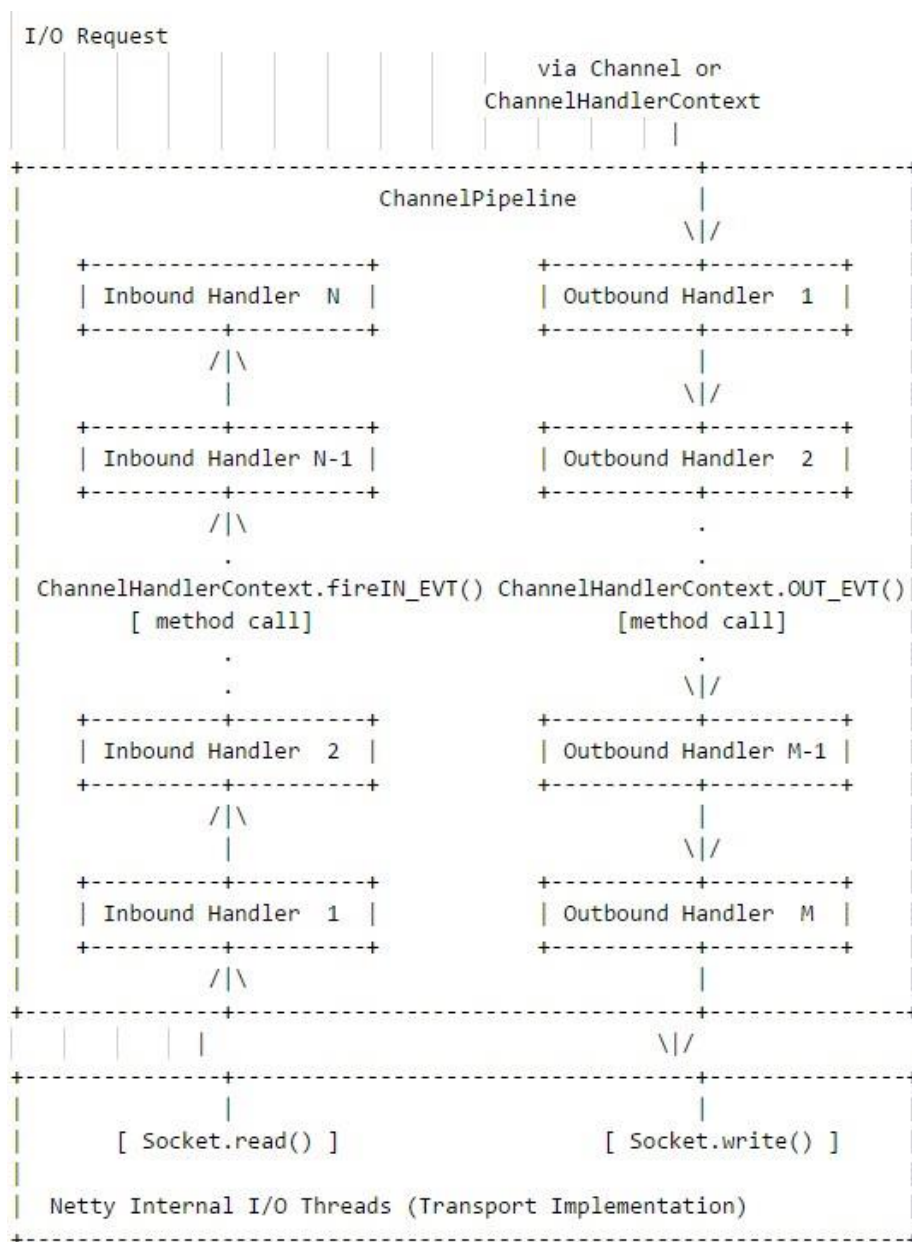 I/O Request
via Channel or
ChannelHandlerContext
|
+---------------------------------------------------+---------------+
|                           ChannelPipeline         |               |
|                                                  \|/              |
|    +---------------------+            +-----------+----------+    |
|    | Inbound Handler  N  |            | Outbound Handler  1  |    |
|    +----------+----------+            +-----------+----------+    |
|              /|\                                  |               |
|               |                                  \|/              |
|    +----------+----------+            +-----------+----------+    |
|    | Inbound Handler N-1 |            | Outbound Handler  2  |    |
|    +----------+----------+            +-----------+----------+    |
|              /|\                                  .               |
|               .                                   .               |
| ChannelHandlerContext.fireIN_EVT() ChannelHandlerContext.OUT_EVT()|
|        [ method call]                       [method call]         |
|               .                                   .               |
|               .                                  \|/              |
|    +----------+----------+            +-----------+----------+    |
|    | Inbound Handler  2  |            | Outbound Handler M-1 |    |
|    +----------+----------+            +-----------+----------+    |
|              /|\                                  |               |
|               |                                  \|/              |
|    +----------+----------+            +-----------+----------+    |
|    | Inbound Handler  1  |            | Outbound Handler  M  |    |
|    +----------+----------+            +-----------+----------+    |
|              /|\                                  |               |
+---------------+-----------------------------------+---------------+
              |                                  \|/
+---------------+-----------------------------------+---------------+
|               |                                   |               |
|       [ Socket.read() ]                    [ Socket.write() ]     |
|                                                                   |
|  Netty Internal I/O Threads (Transport Implementation)            |
+-------------------------------------------------------------------+